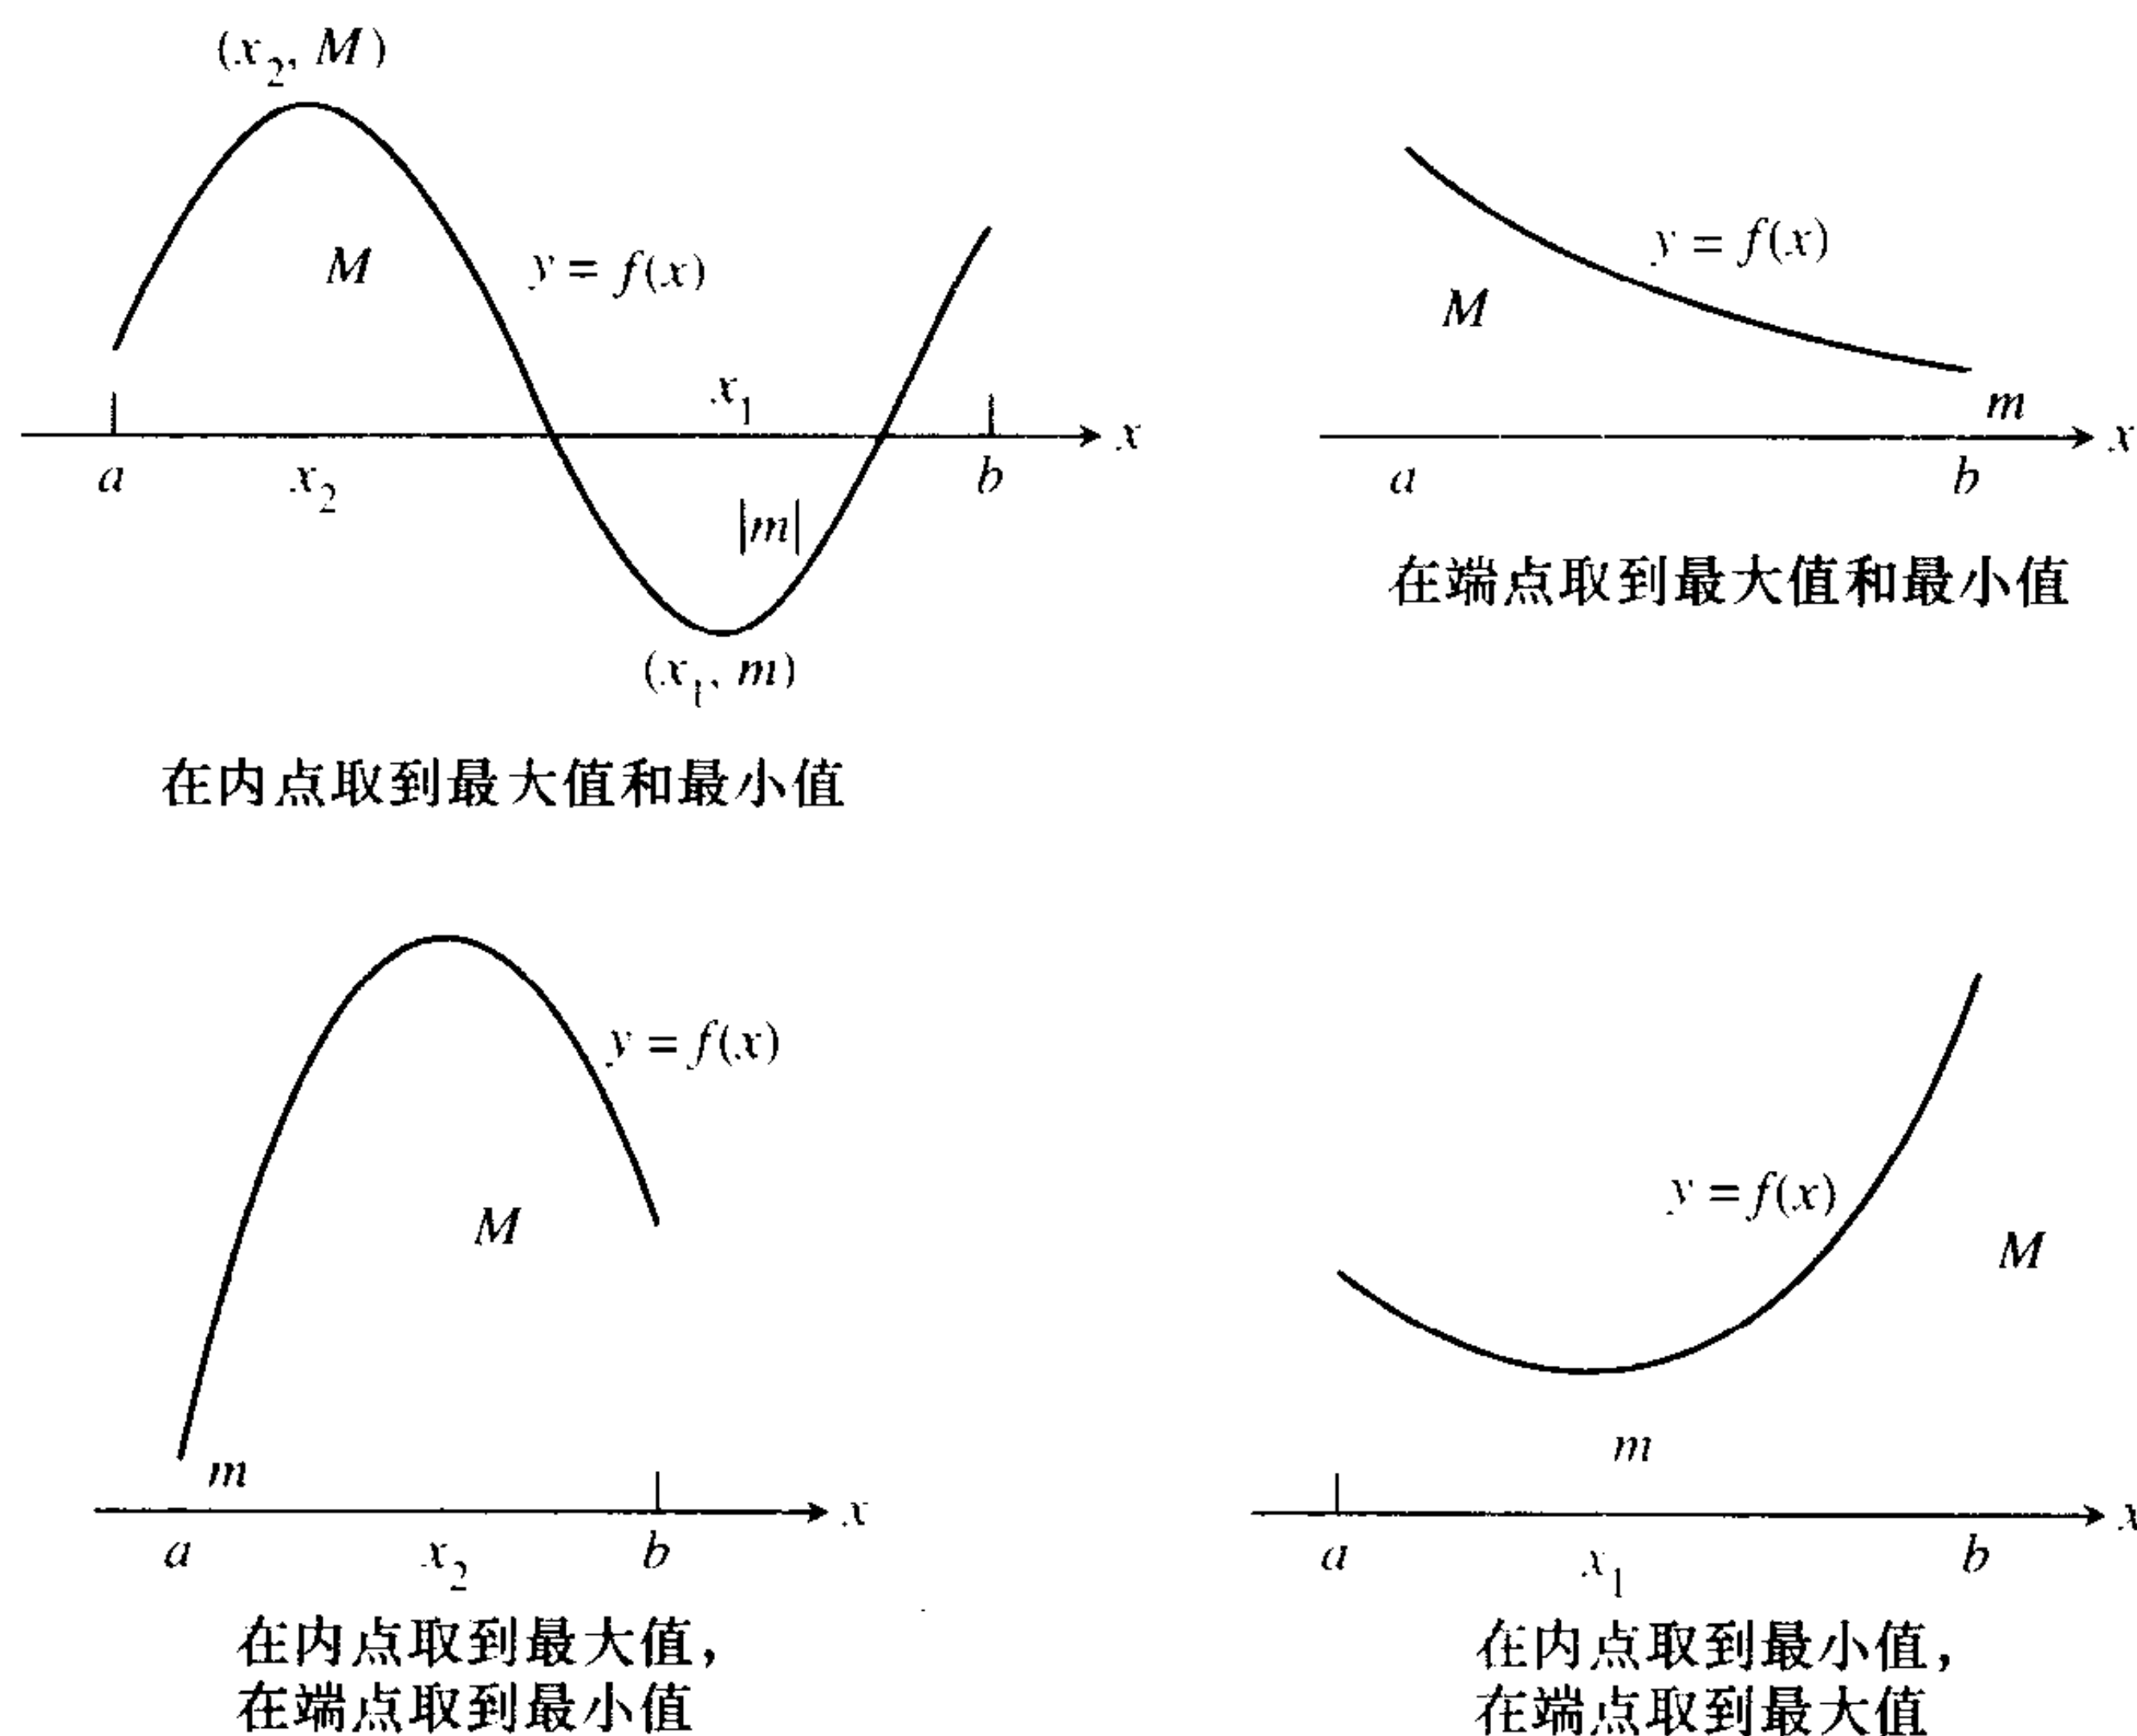 (x₂, M)
M
y = f(x)
x₁
x
a
x₂
b
|m|
(x₁, m)
在内点取到最大值和最小值
y = f(x)
M
m
x
a
b
在端点取到最大值和最小值
y = f(x)
M
m
x
a
x₂
b
在内点取到最大值，
在端点取到最小值
y = f(x)
M
m
x
a
x₁
b
在内点取到最小值，
在端点取到最大值